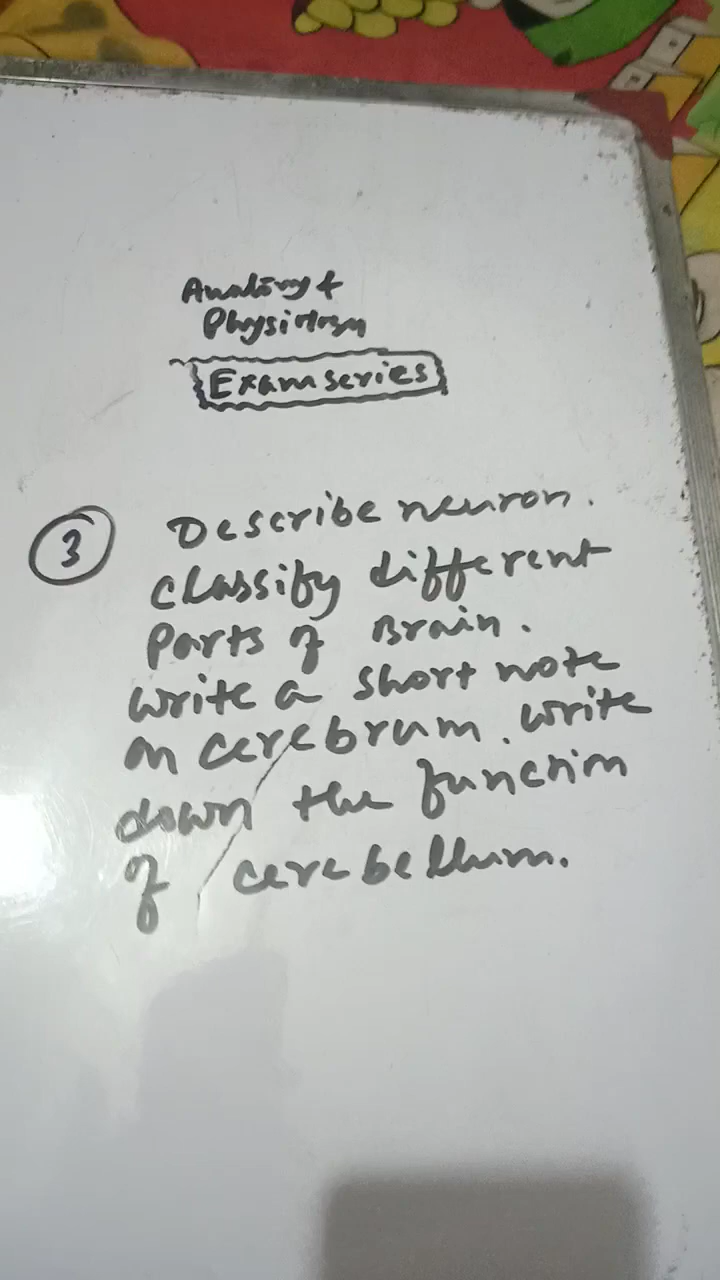 Anatomy &
Physiology
Exam series
3 Describe neuron.
classify different
parts of Brain.
write a short note
on cerebrum. write
down the function
of cerebellum.